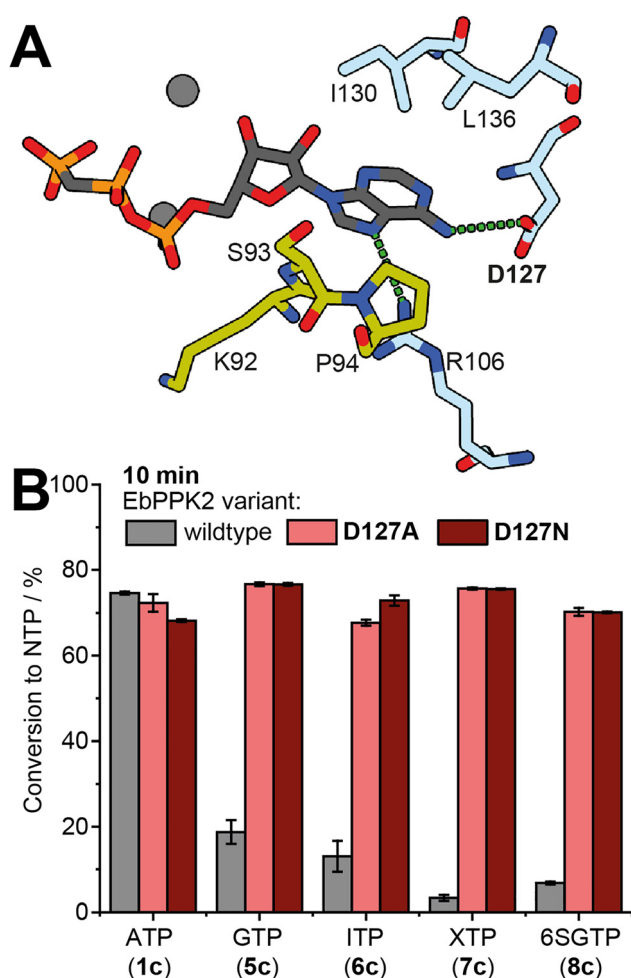 A
I130
L136
S93
D127
K92
P94
R106
B
10 min
EbPPK2 variant:
wildtype D127A D127N
Conversion to NTP / %
100
80
60
40
20
0
ATP GTP ITP XTP 6SGTP
(1c) (5c) (6c) (7c) (8c)